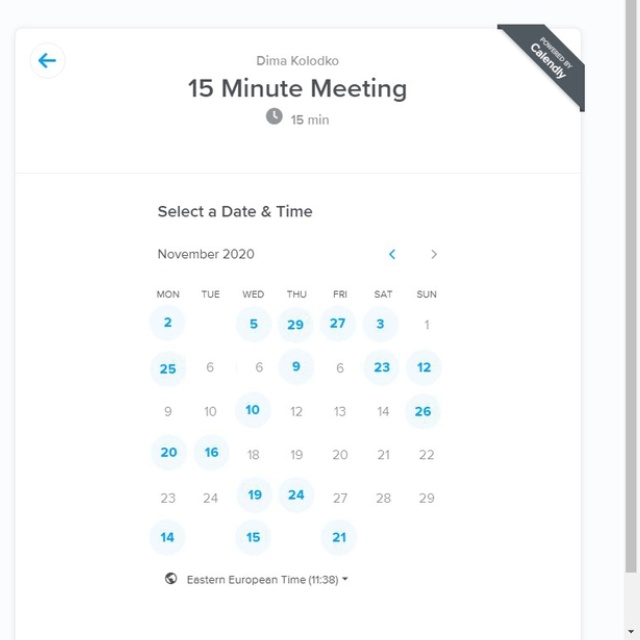 Dima Kolodko
15 Minute Meeting
15 min
POWERED BY
Calendly
Select a Date & Time
November 2020
MON TUE WED THU FRI SAT SUN
2 5 29 27 3 1
25 6 6 9 6 23 12
9 10 10 12 13 14 26
20 16 18 19 20 21 22
23 24 19 24 27 28 29
14 15 21
Eastern European Time (11:38)